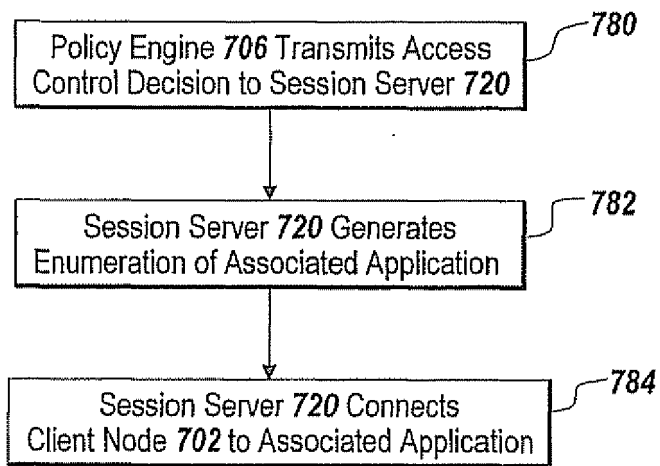 Policy Engine 706 Transmits Access
Control Decision to Session Server 720
780
Session Server 720 Generates
Enumeration of Associated Application
782
Session Server 720 Connects
Client Node 702 to Associated Application
784